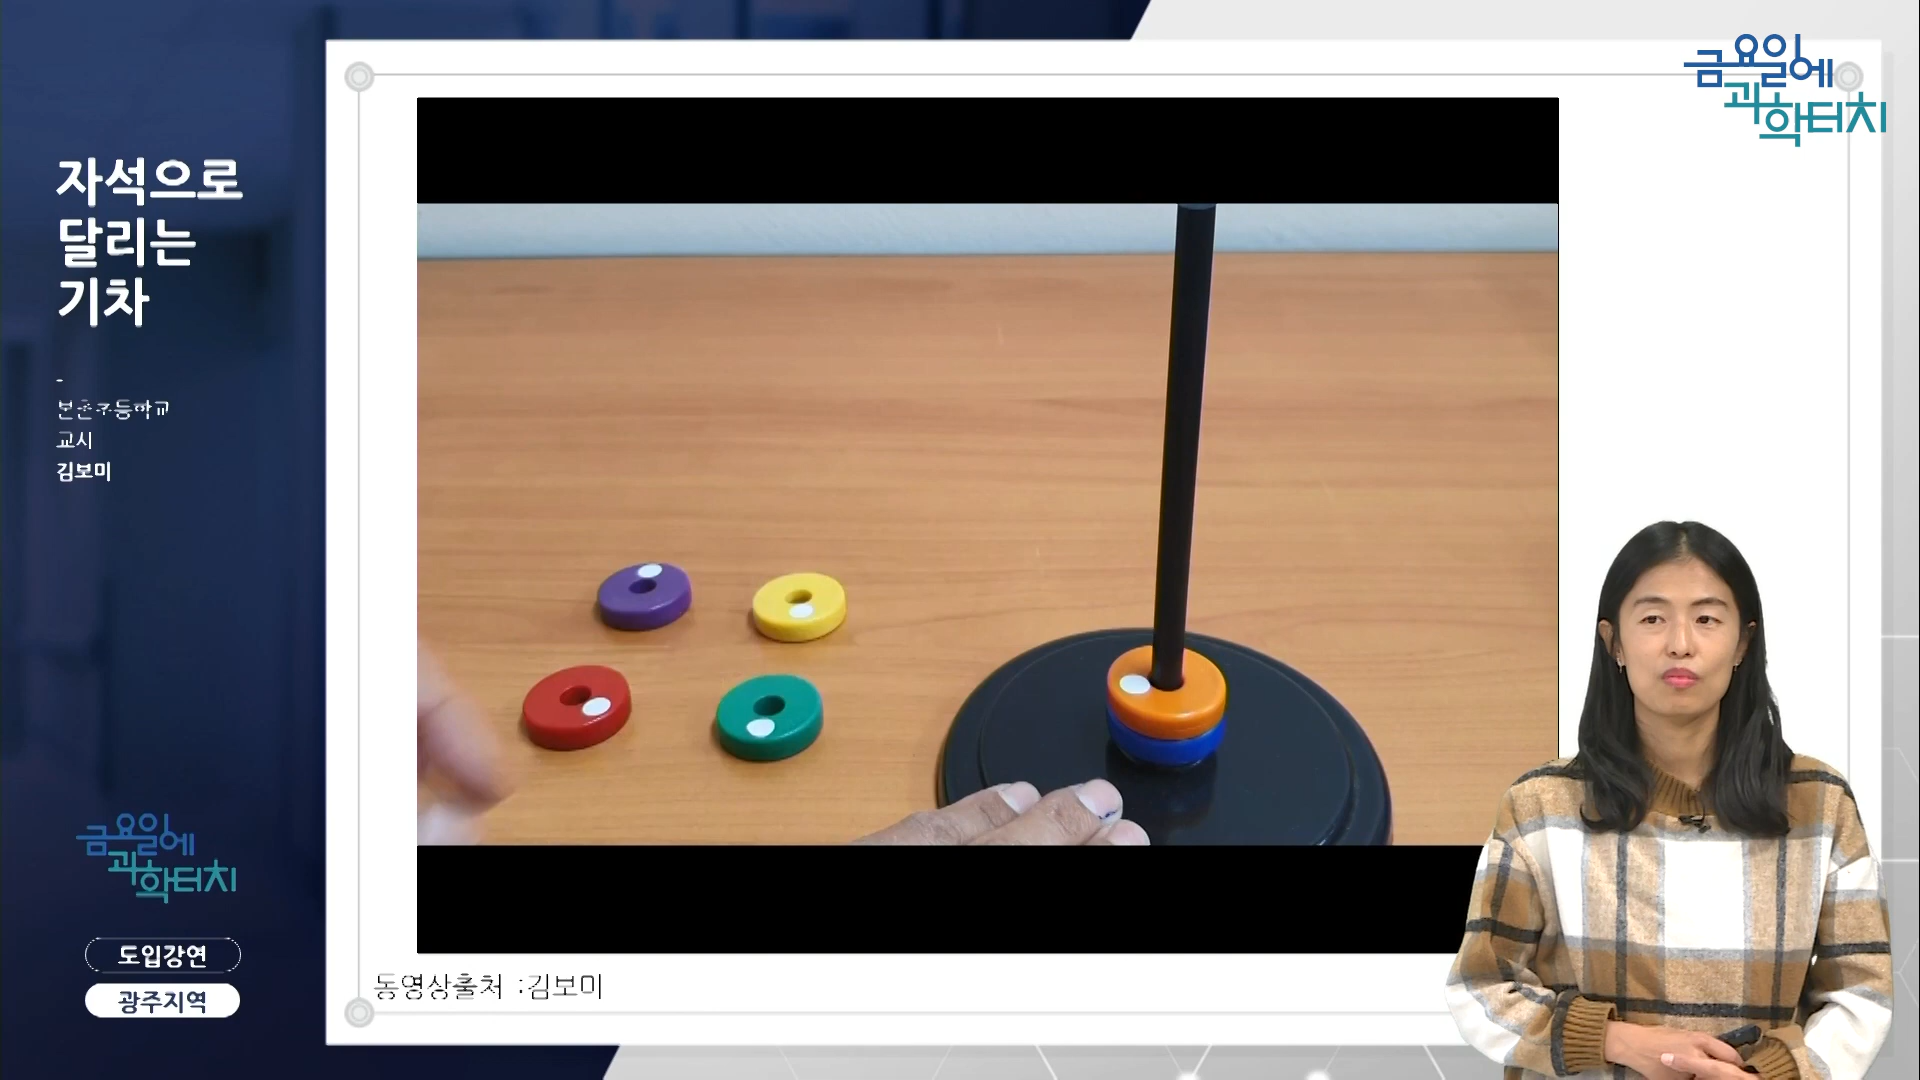 자석으로
달리는
기차
-
교사
김보미
금요일에
과학터치
도입강연
광주지역
동영상출처 :김보미
금요일에
과학터치